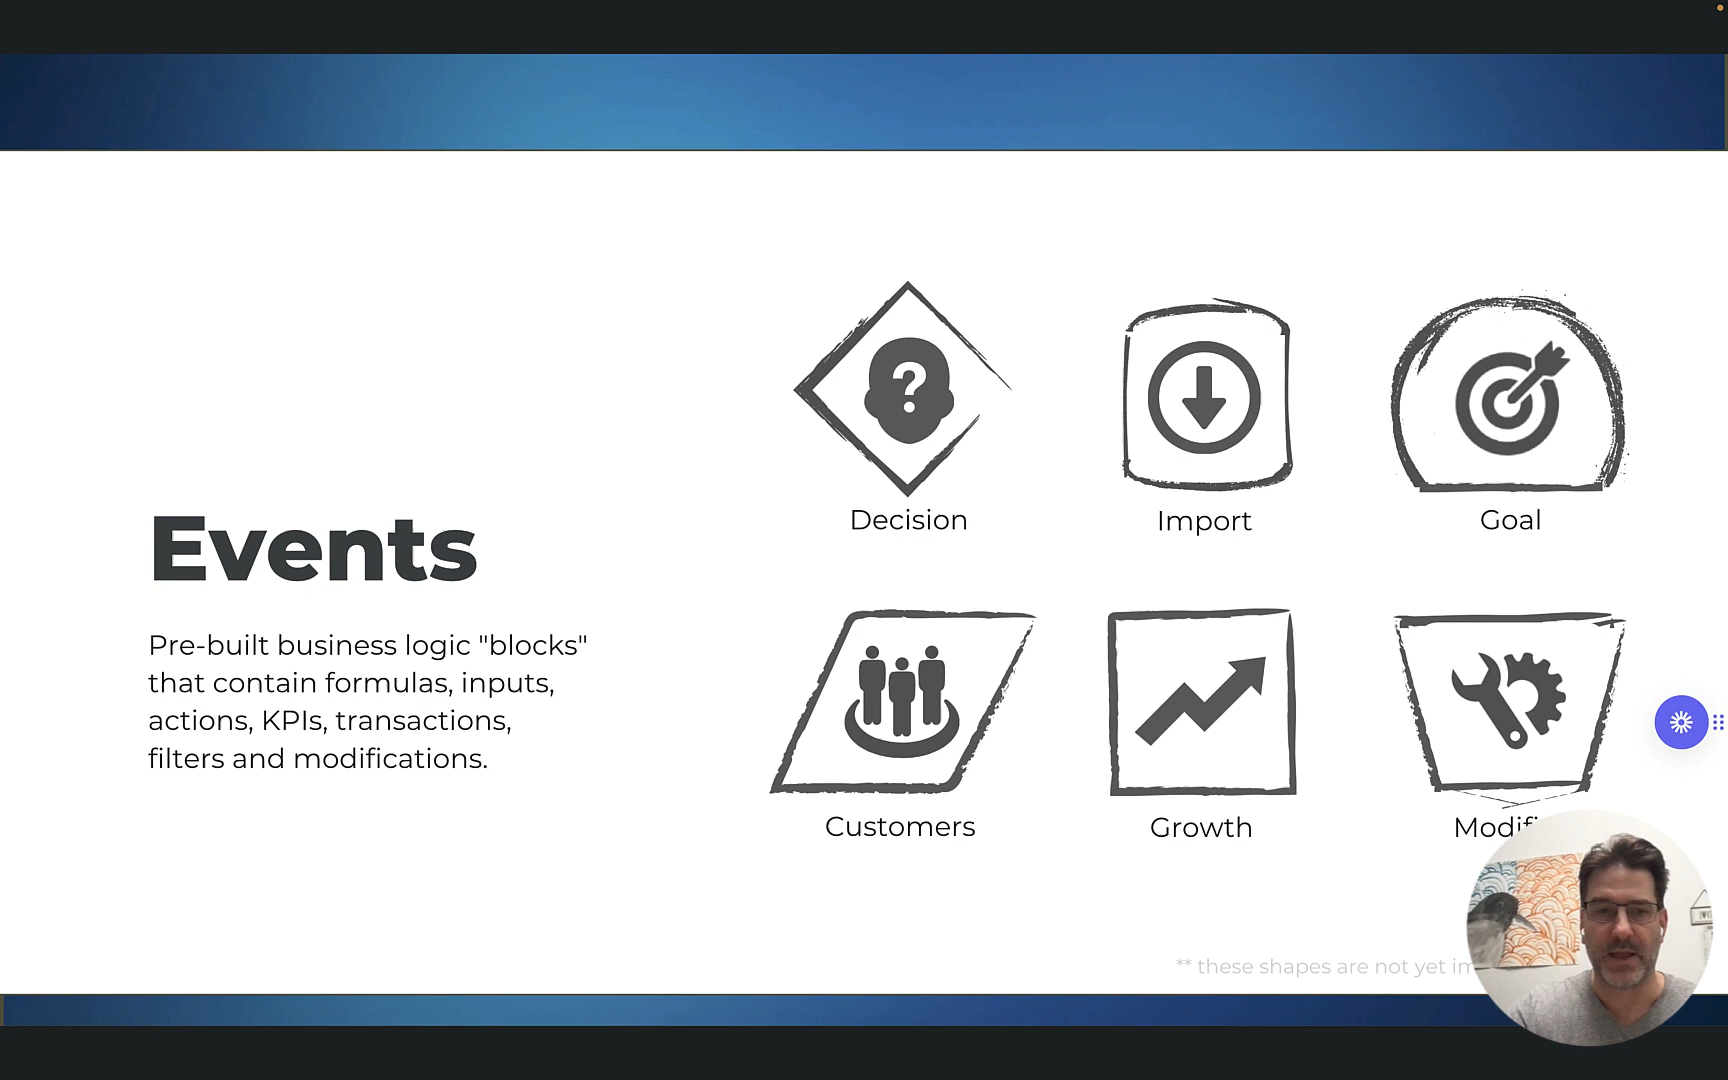 Decision
Import
Goal
Events
Pre-built business logic "blocks"
that contain formulas, inputs,
actions, KPIs, transactions,
filters and modifications.
Customers
Growth
** these shapes are not yet